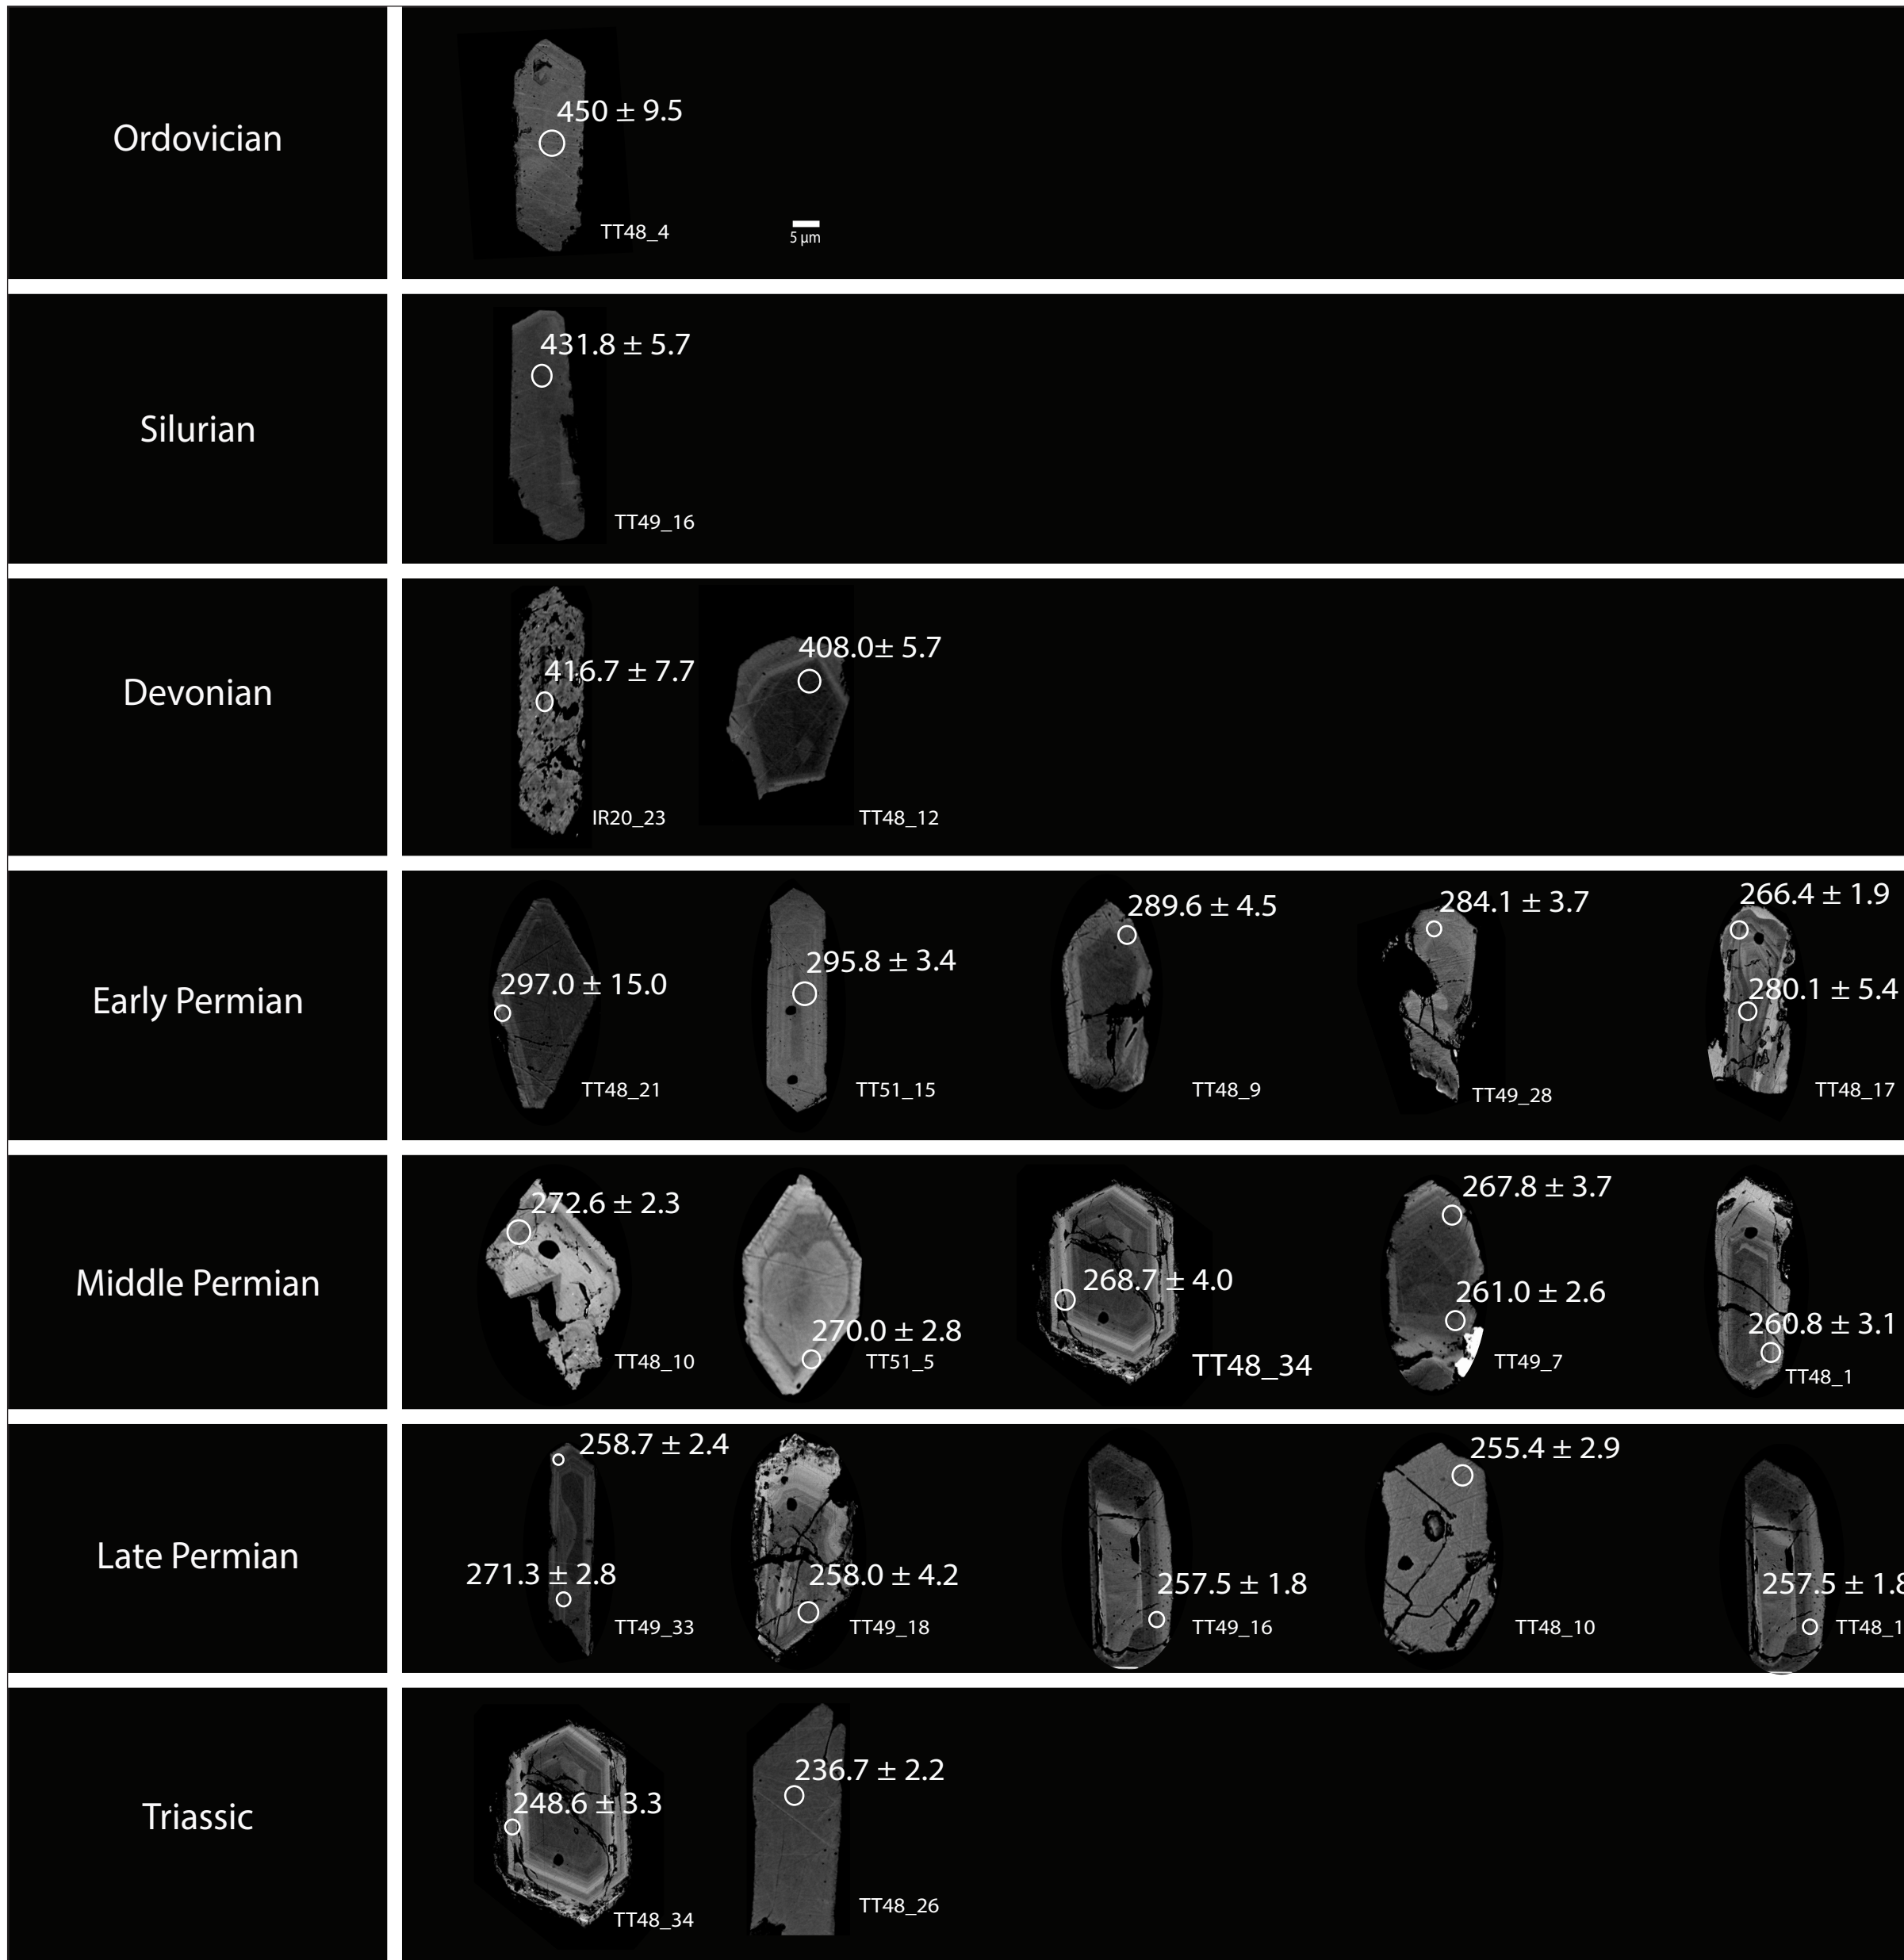 Ordovician
450 ± 9.5
TT48_4
5 µm
Silurian
431.8 ± 5.7
TT49_16
Devonian
416.7 ± 7.7
IR20_23
408.0± 5.7
TT48_12
Early Permian
297.0 ± 15.0
TT48_21
295.8 ± 3.4
TT51_15
289.6 ± 4.5
TT48_9
284.1 ± 3.7
TT49_28
266.4 ± 1.9
280.1 ± 5.4
TT48_17
Middle Permian
272.6 ± 2.3
TT48_10
270.0 ± 2.8
TT51_5
268.7 ± 4.0
TT48_34
267.8 ± 3.7
261.0 ± 2.6
TT49_7
260.8 ± 3.1
TT48_1
Late Permian
258.7 ± 2.4
271.3 ± 2.8
TT49_33
258.0 ± 4.2
TT49_18
257.5 ± 1.8
TT49_16
255.4 ± 2.9
TT48_10
257.5 ± 1.8
TT48_1
Triassic
248.6 ± 3.3
TT48_34
236.7 ± 2.2
TT48_26